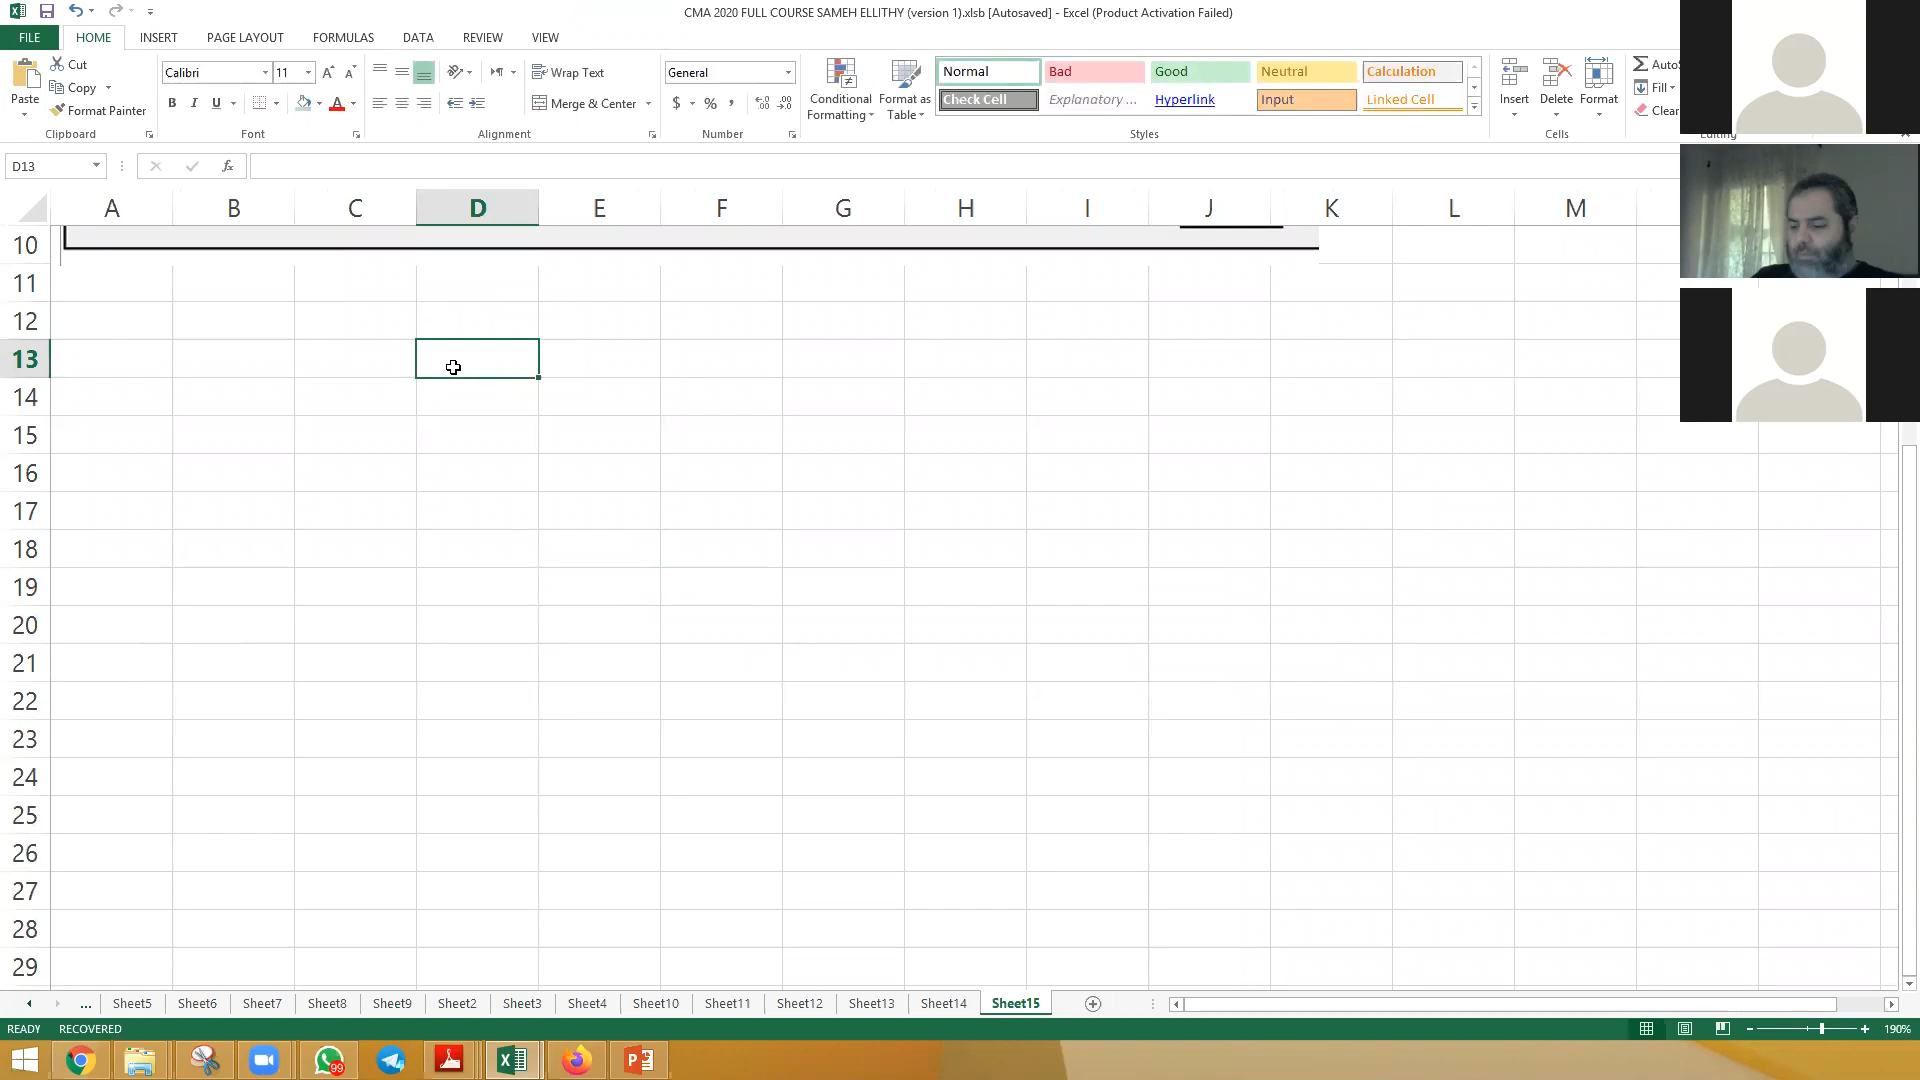 CMA 2020 FULL COURSE SAMEH ELLITHY (version 1).xlsb [Autosaved] - Excel (Product Activation Failed)
FILE HOME INSERT PAGE LAYOUT FORMULAS DATA REVIEW VIEW
Paste
Cut
Copy
Format Painter
Clipboard
Calibri 11
B I U
Font
Wrap Text
Merge & Center
Alignment
General
$ % ,
Number
Conditional Formatting
Format as Table
Normal Bad Good Neutral Calculation
Check Cell Explanatory ... Hyperlink Input Linked Cell
Styles
Insert Delete Format
Cells
Auto
Fill
Clear
Editing
D13
fx
A B C D E F G H I J K L M
10
11
12
13
14
15
16
17
18
19
20
21
22
23
24
25
26
27
28
29
... Sheet5 Sheet6 Sheet7 Sheet8 Sheet9 Sheet2 Sheet3 Sheet4 Sheet10 Sheet11 Sheet12 Sheet13 Sheet14 Sheet15
READY RECOVERED 190%
99